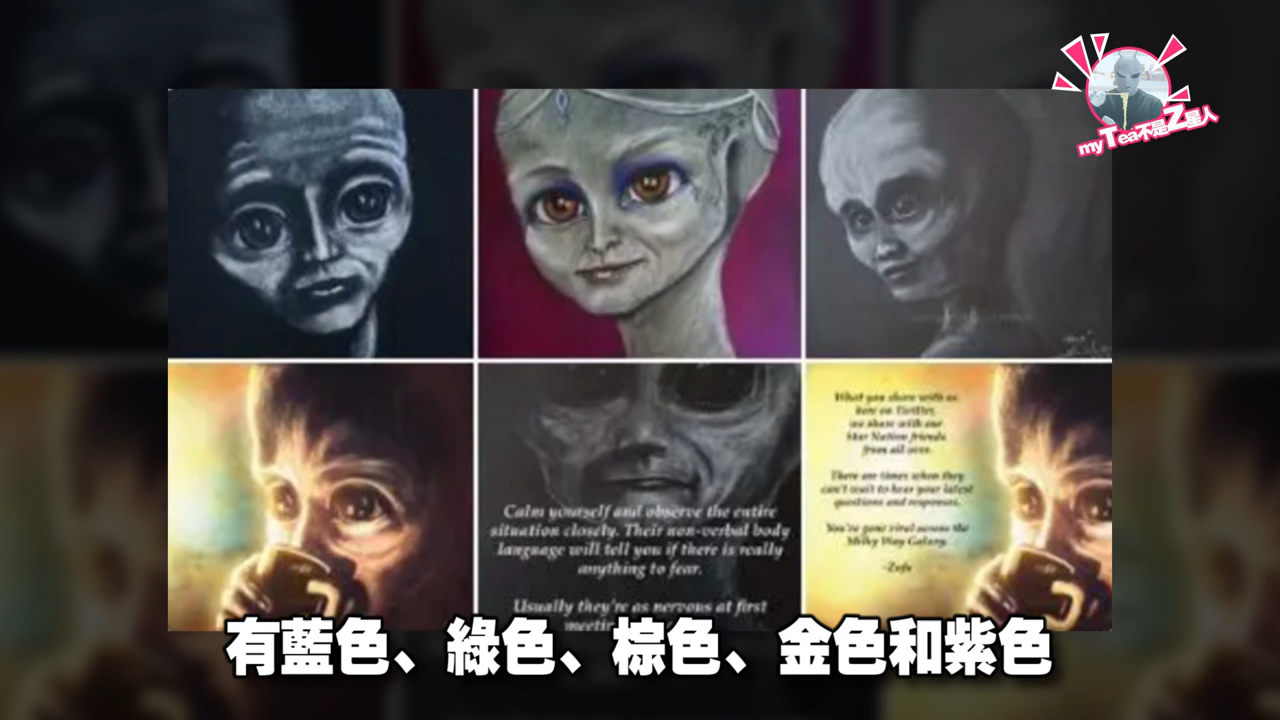 myTea不是Z星人
Calm yourself and observe the entire
situation closely. Their non-verbal body
language will tell you if there is really
anything to fear.
Usually they're as nervous at first
What you share with us
here on Twitter,
we share with our
Star Nation friends
from all over.
There are times when they
can't wait to hear your latest
questions and responses.
You've gone viral across the
Milky Way Galaxy.
有藍色、綠色、棕色、金色和紫色